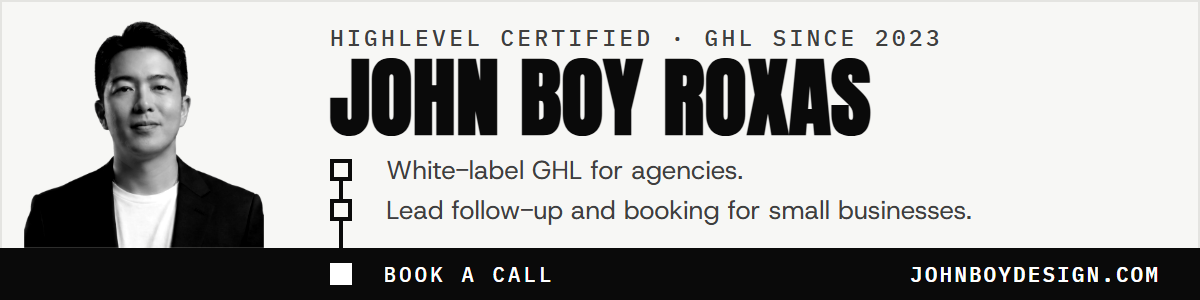 HIGHLEVEL CERTIFIED · GHL SINCE 2023
JOHN BOY ROXAS
White-label GHL for agencies.
Lead follow-up and booking for small businesses.
BOOK A CALL
JOHNBOYDESIGN.COM